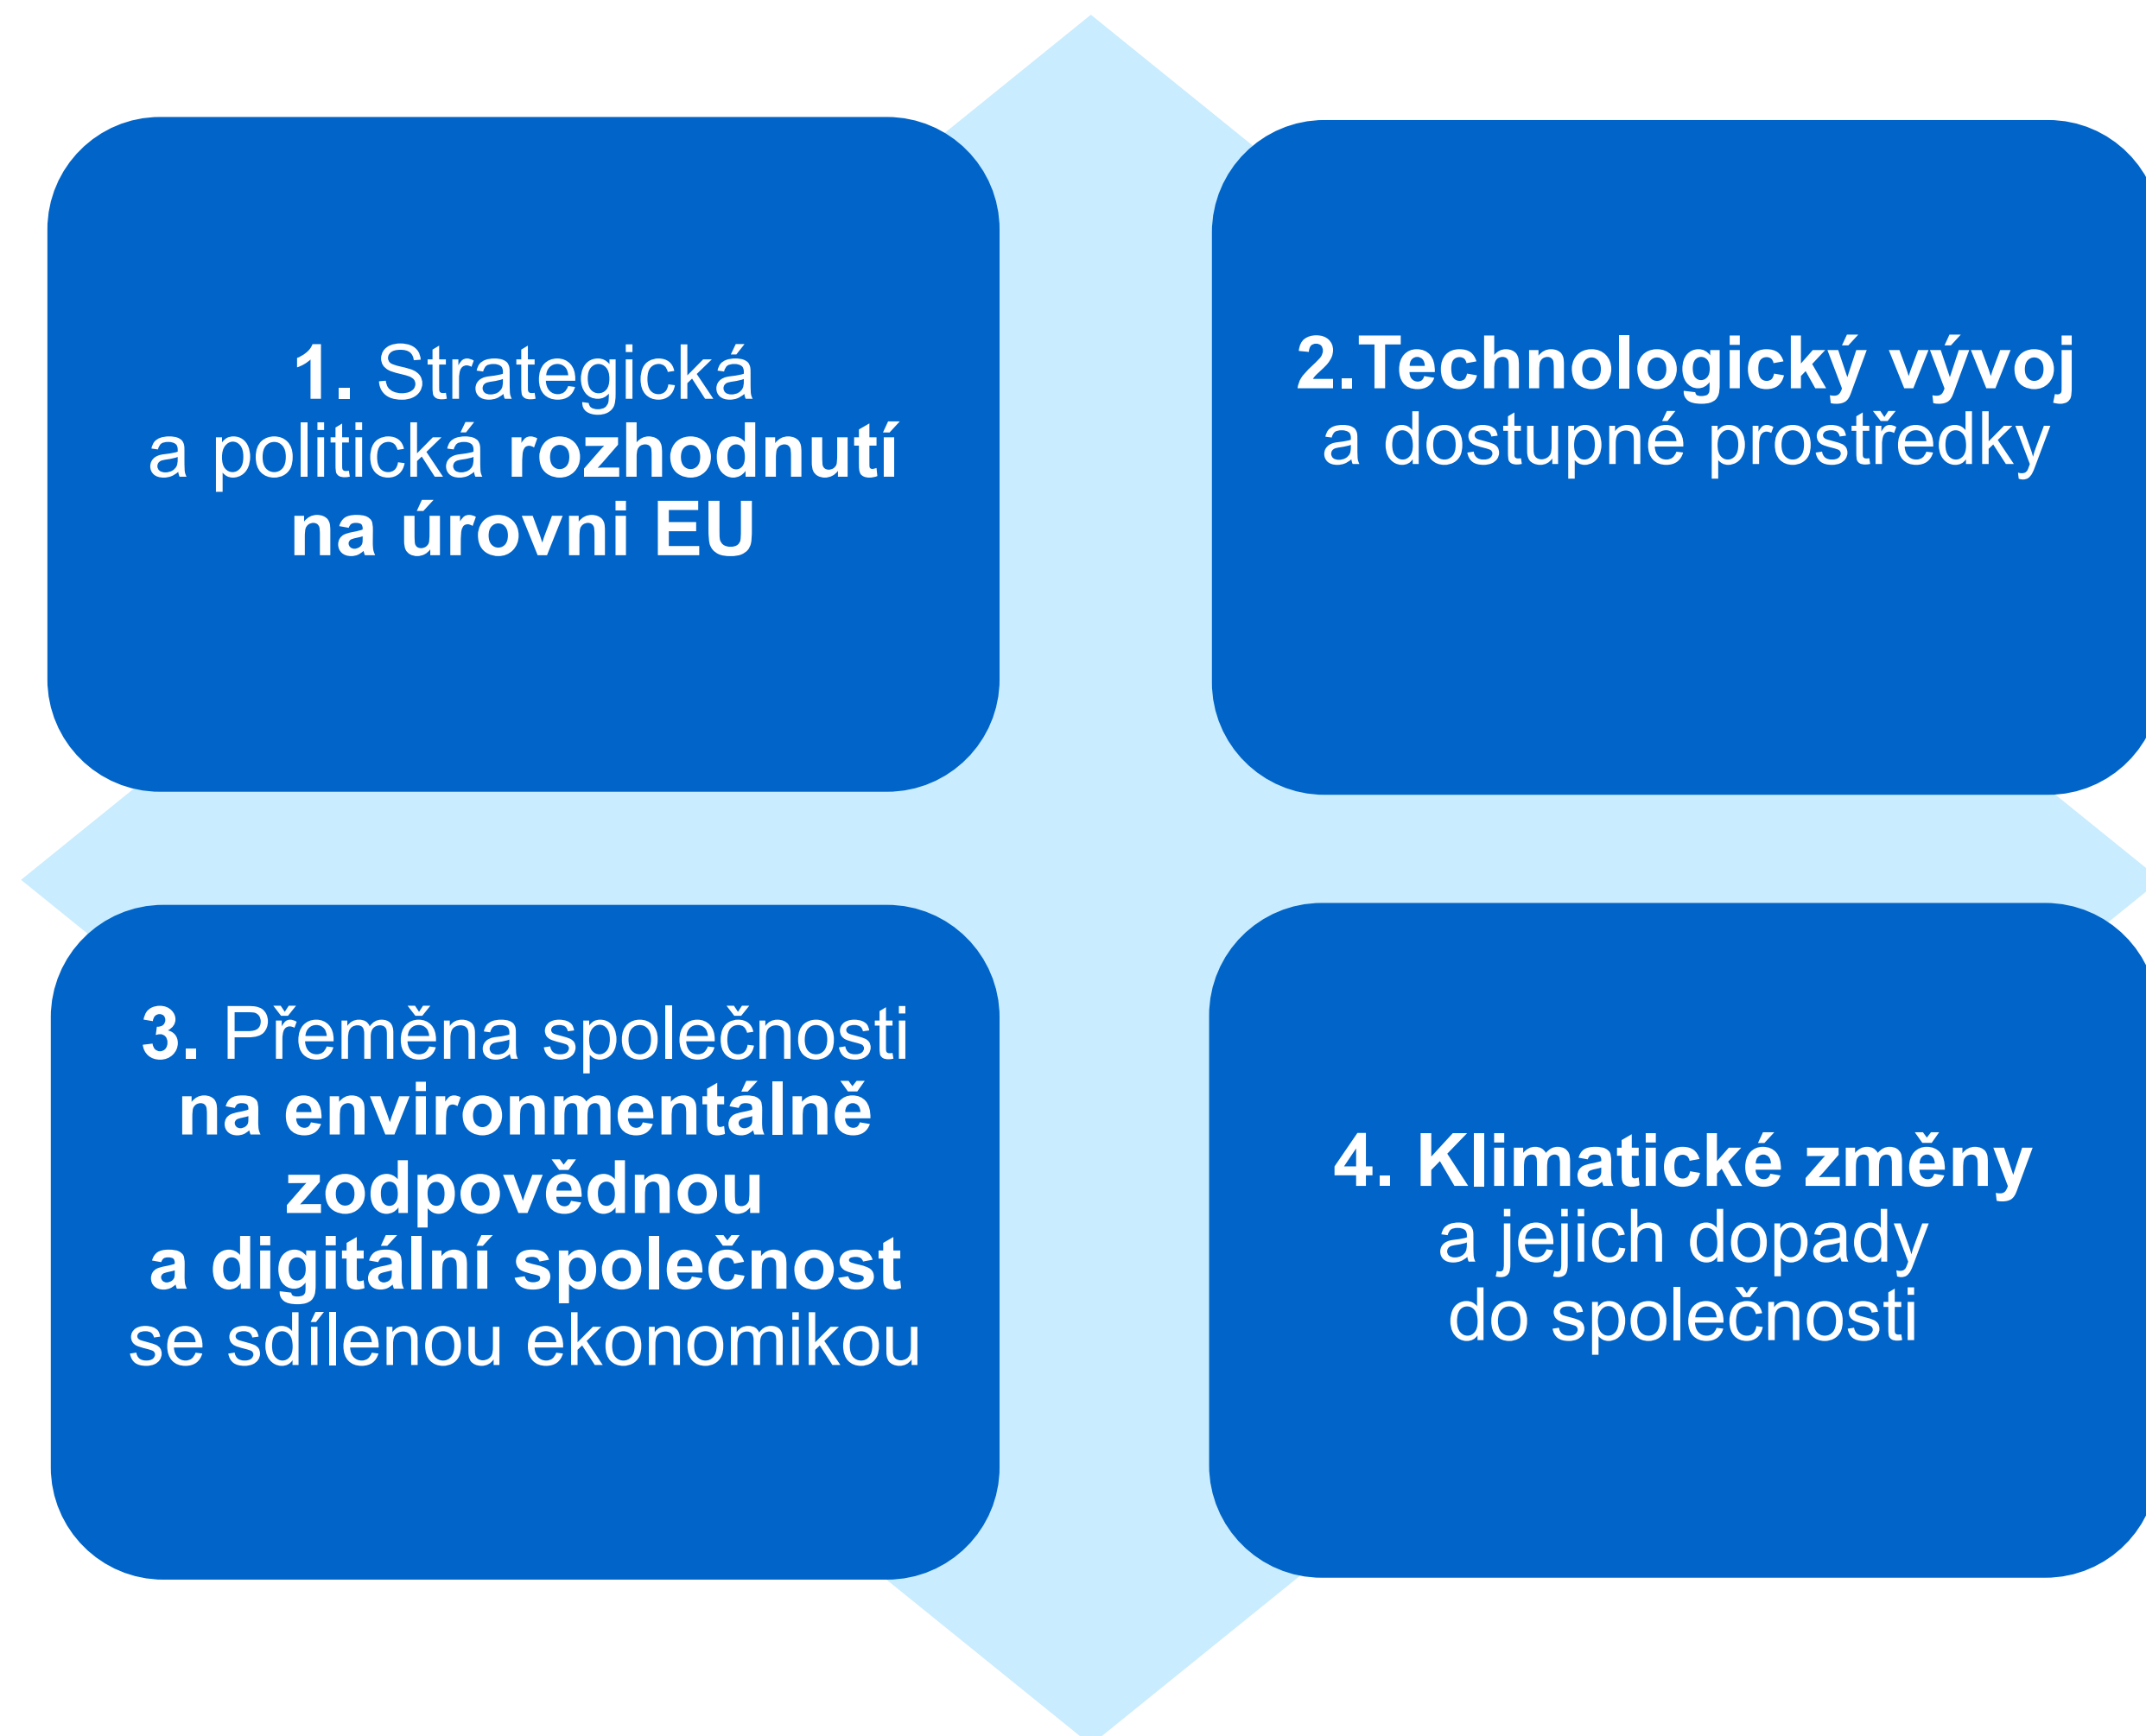 1. Strategická
a politická rozhodnutí
na úrovni EU
2.Technologický vývoj
a dostupné prostředky
3. Přeměna společnosti
na environmentálně
zodpovědnou
a digitální společnost
se sdílenou ekonomikou
4. Klimatické změny
a jejich dopady
do společnosti